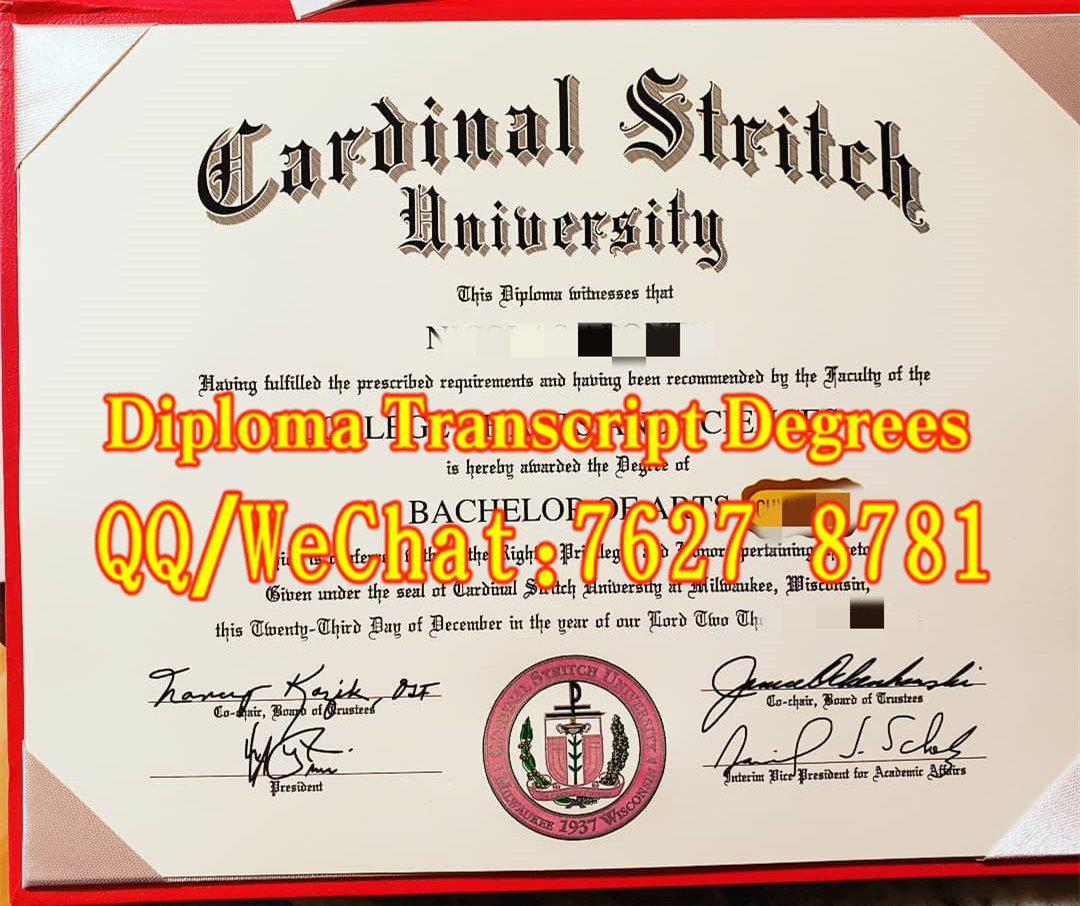 Cardinal Stritch
University
This Diploma witnesses that
Having fulfilled the prescribed requirements and having been recommended by the Faculty of the
Diploma Transcript Degrees
is hereby awarded the Degree of
BACHELOR OF ARTS
QQ/WeChat:7627 8781
Given under the seal of Cardinal Stritch University at Milwaukee, Wisconsin,
this Twenty-Third Day of December in the year of our Lord Two
Nancy Kazik, OSF
Co-chair, Board of Trustees
Co-chair, Board of Trustees
President
J. Scholz
Interim Vice President for Academic Affairs
CARDINAL STRITCH UNIVERSITY
MILWAUKEE 1937 WISCONSIN